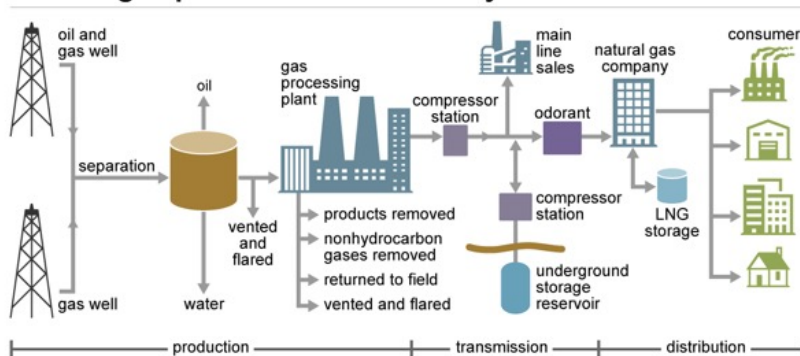 oil and
gas well
oil
separation
gas well
water
vented
and
flared
gas
processing
plant
products removed
nonhydrocarbon
gases removed
returned to field
vented and flared
compressor
station
main
line
sales
odorant
compressor
station
underground
storage
reservoir
natural gas
company
LNG
storage
consumer
production
transmission
distribution